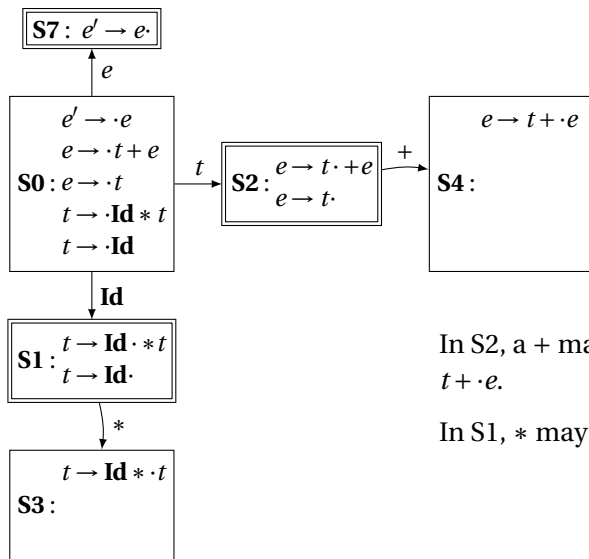 S7 : e′ → e·
e
e′ → ·e
e → ·t + e
S0 : e → ·t
t → ·Id ∗ t
t → ·Id
t
S2 : e → t· + e
e → t·
+
e → t + ·e
S4 :
Id
S1 : t → Id · ∗ t
t → Id·
∗
t → Id ∗ ·t
S3 :
In S2, a + ma
t + ·e.
In S1, ∗ may